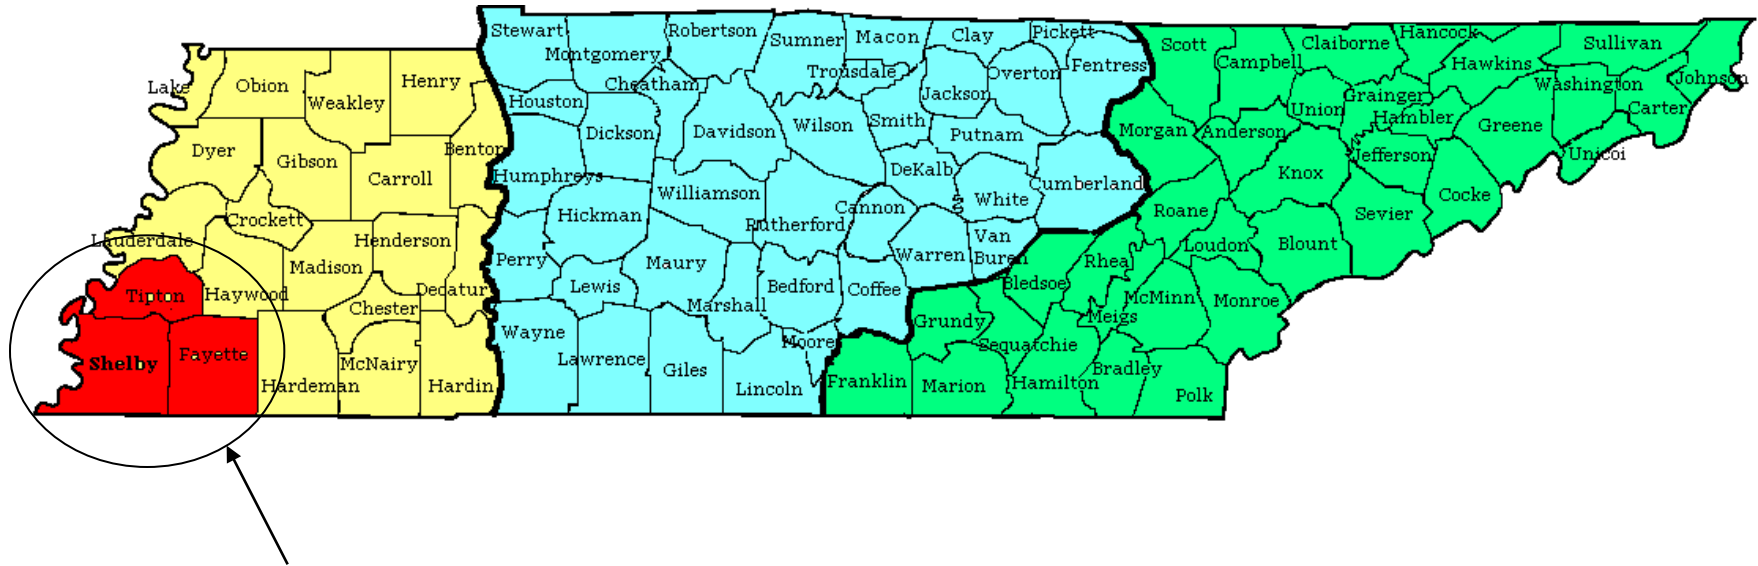 Lake
Obion
Weakley
Henry
Dyer
Gibson
Carroll
Benton
Crockett
Lauderdale
Henderson
Madison
Haywood
Tipton
Chester
Decatur
Shelby
Fayette
Hardeman
McNairy
Hardin
Stewart
Montgomery
Robertson
Sumner
Macon
Clay
Pickett
Trousdale
Cheatham
Houston
Dickson
Davidson
Wilson
Smith
Jackson
Overton
Fentress
Putnam
Humphreys
Hickman
Williamson
Rutherford
Cannon
DeKalb
White
Cumberland
Perry
Lewis
Maury
Marshall
Bedford
Coffee
Warren
Van
Buren
Wayne
Lawrence
Giles
Lincoln
Moore
Scott
Campbell
Claiborne
Hancock
Hawkins
Sullivan
Johnson
Washington
Carter
Unicoi
Greene
Hambler
Grainger
Union
Anderson
Morgan
Knox
Jefferson
Cocke
Sevier
Blount
Loudon
Roane
Rhea
Bledsoe
McMinn
Monroe
Meigs
Grundy
Sequatchie
Franklin
Marion
Hamilton
Bradley
Polk